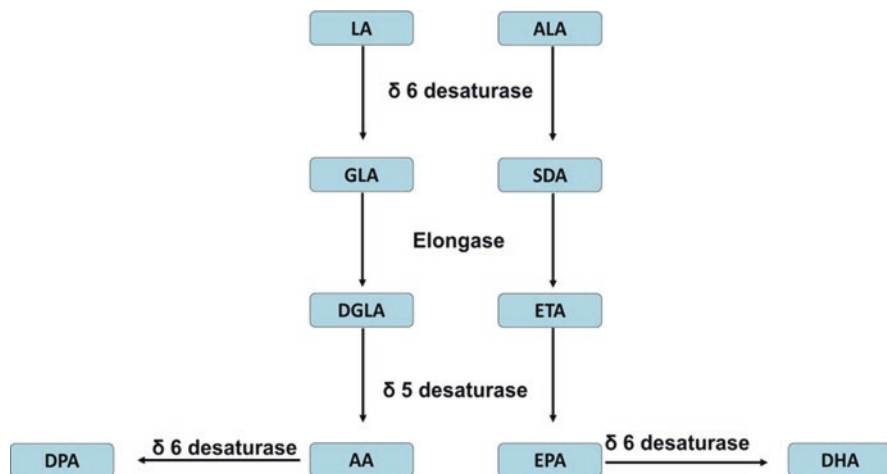 LA ALA
δ 6 desaturase
GLA SDA
Elongase
DGLA ETA
δ 5 desaturase
DPA δ 6 desaturase AA EPA δ 6 desaturase DHA